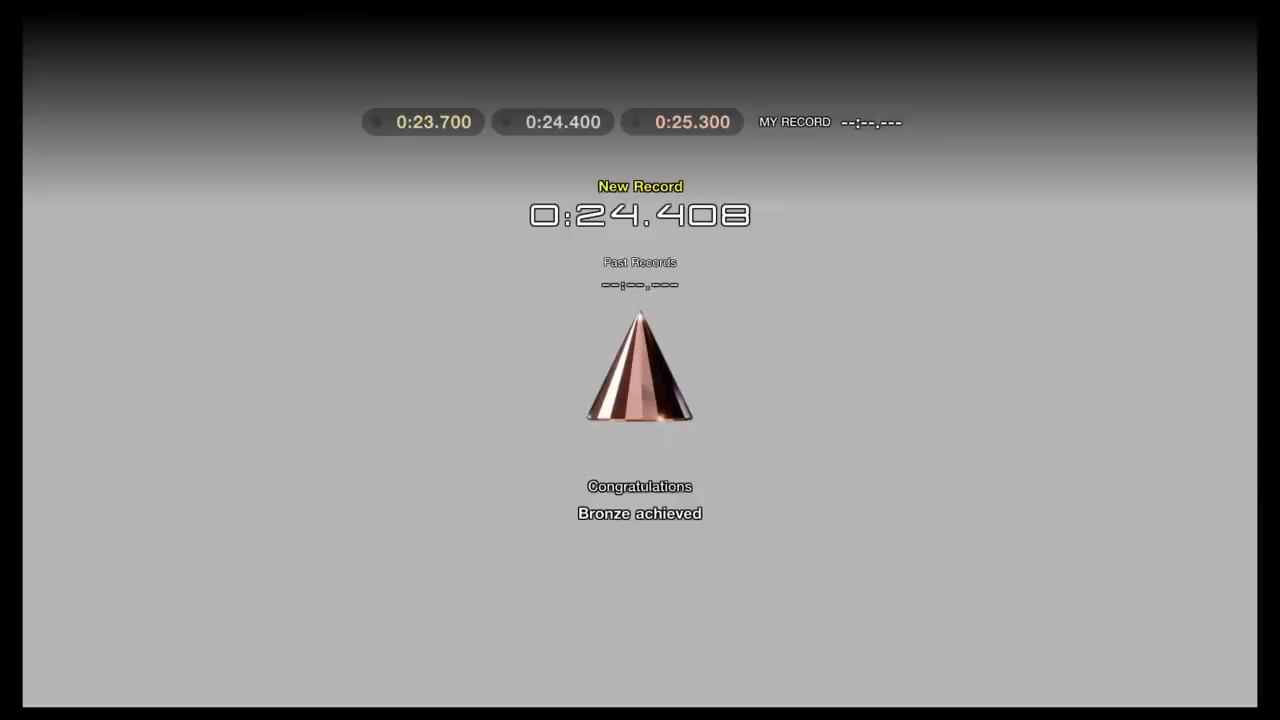 0:23.700 0:24.400 0:25.300 MY RECORD --:--.---
New Record
0:24.408
Past Records
--:--.---
Congratulations
Bronze achieved